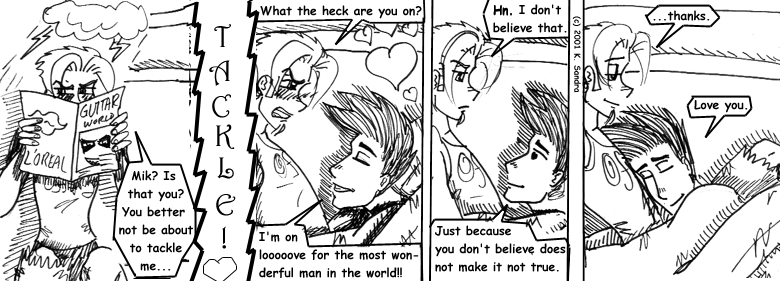 GUITAR
WORLD
L'OREAL
Mik? Is
that you?
You better
not be about
to tackle
me...
TACKLE!
What the heck are you on?
I'm on
looooove for the most won-
derful man in the world!!
Hn. I don't
believe that.
Just because
you don't believe does
not make it not true.
(c) 2001 K. Sandra
...thanks.
Love you.